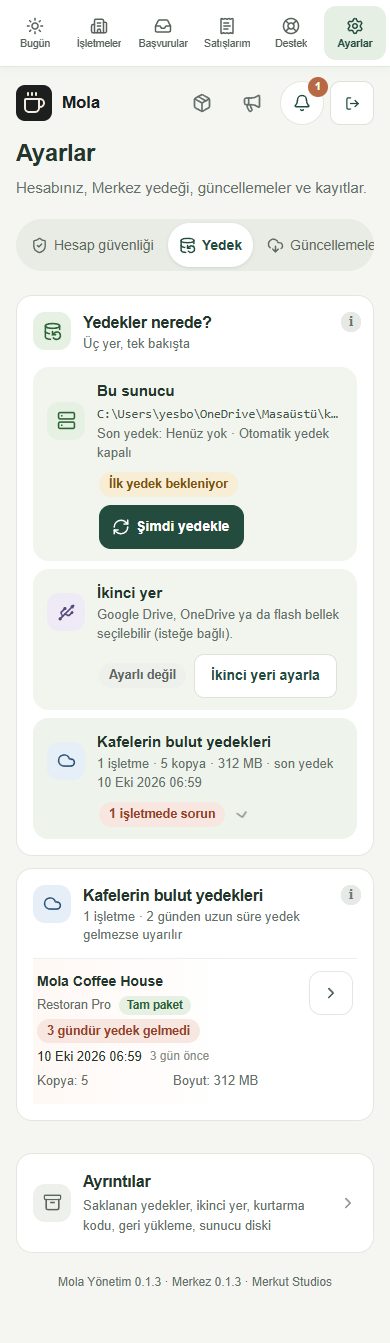 Bugün İşletmeler Başvurular Satışlarım Destek Ayarlar
Mola
1
Ayarlar
Hesabınız, Merkez yedeği, güncellemeler ve kayıtlar.
Hesap güvenliği Yedek Güncelleme
Yedekler nerede?
i
Üç yer, tek bakışta
Bu sunucu
C:\Users\yesbo\OneDrive\Masaüstü\k…
Son yedek: Henüz yok · Otomatik yedek
kapalı
İlk yedek bekleniyor
Şimdi yedekle
İkinci yer
Google Drive, OneDrive ya da flash bellek
seçilebilir (isteğe bağlı).
Ayarlı değil
İkinci yeri ayarla
Kafelerin bulut yedekleri
1 işletme · 5 kopya · 312 MB · son yedek
10 Eki 2026 06:59
1 işletmede sorun
Kafelerin bulut yedekleri
i
1 işletme · 2 günden uzun süre yedek
gelmezse uyarılır
Mola Coffee House
Restoran Pro Tam paket
3 gündür yedek gelmedi
10 Eki 2026 06:59 3 gün önce
Kopya: 5 Boyut: 312 MB
Ayrıntılar
Saklanan yedekler, ikinci yer, kurtarma
kodu, geri yükleme, sunucu diski
Mola Yönetim 0.1.3 · Merkez 0.1.3 · Merkut Studios